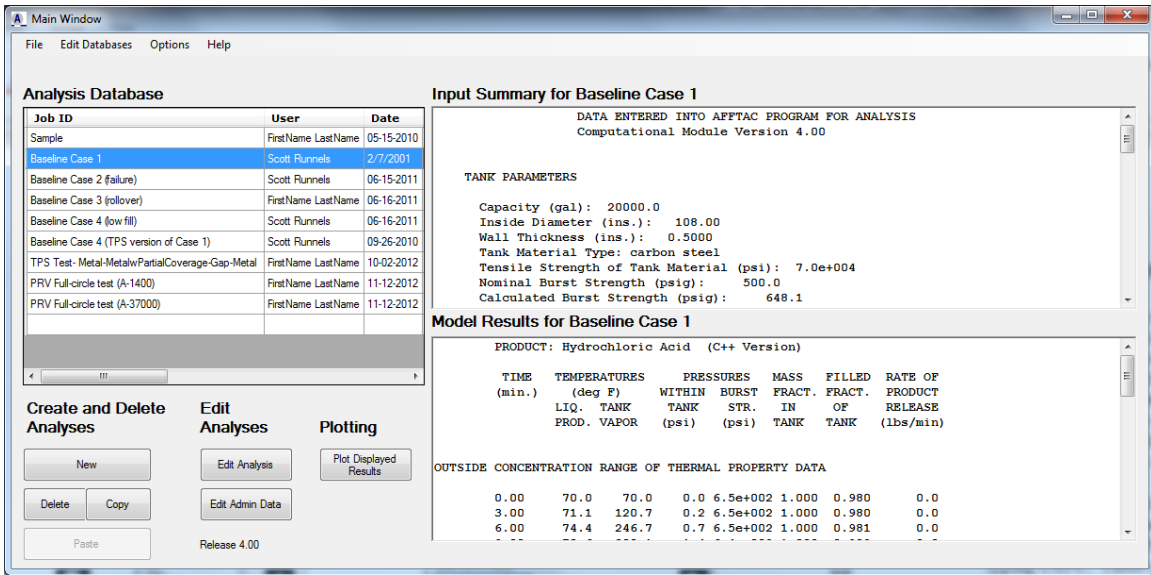 Main Window
File Edit Databases Options Help
Analysis Database
Job ID User Date
Sample FirstName LastName 05-15-2010
Baseline Case 1 Scott Runnels 2/7/2001
Baseline Case 2 (failure) Scott Runnels 06-15-2011
Baseline Case 3 (rollover) FirstName LastName 06-16-2011
Baseline Case 4 (low fill) Scott Runnels 06-16-2011
Baseline Case 4 (TPS version of Case 1) Scott Runnels 09-26-2010
TPS Test- Metal-MetalwPartialCoverage-Gap-Metal FirstName LastName 10-02-2012
PRV Full-circle test (A-1400) FirstName LastName 11-12-2012
PRV Full-circle test (A-37000) FirstName LastName 11-12-2012
Create and Delete
Analyses
New
Delete Copy
Paste
Edit
Analyses
Edit Analysis
Edit Admin Data
Release 4.00
Plotting
Plot Displayed
Results
Input Summary for Baseline Case 1
DATA ENTERED INTO AFFTAC PROGRAM FOR ANALYSIS
Computational Module Version 4.00
TANK PARAMETERS
Capacity (gal): 20000.0
Inside Diameter (ins.): 108.00
Wall Thickness (ins.): 0.5000
Tank Material Type: carbon steel
Tensile Strength of Tank Material (psi): 7.0e+004
Nominal Burst Strength (psig): 500.0
Calculated Burst Strength (psig): 648.1
Model Results for Baseline Case 1
PRODUCT: Hydrochloric Acid (C++ Version)
TIME TEMPERATURES PRESSURES MASS FILLED RATE OF
(min.) (deg F) WITHIN BURST FRACT. FRACT. PRODUCT
LIQ. TANK TANK STR. IN OF RELEASE
PROD. VAPOR (psi) (psi) TANK TANK (lbs/min)
OUTSIDE CONCENTRATION RANGE OF THERMAL PROPERTY DATA
0.00 70.0 70.0 0.0 6.5e+002 1.000 0.980 0.0
3.00 71.1 120.7 0.2 6.5e+002 1.000 0.980 0.0
6.00 74.4 246.7 0.7 6.5e+002 1.000 0.981 0.0